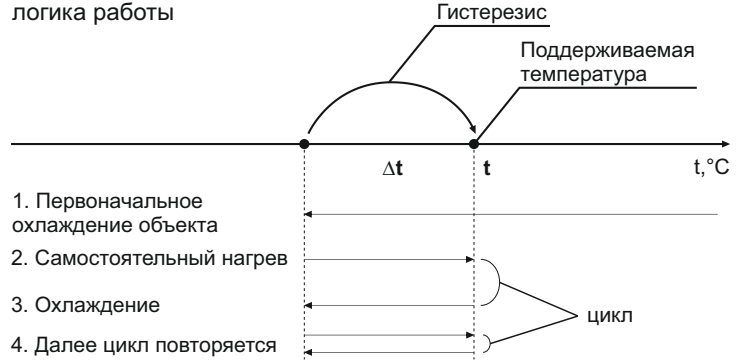 логика работы
Гистерезис
Поддерживаемая
температура
Δt
t
t,°C
1. Первоначальное
охлаждение объекта
2. Самостоятельный нагрев
3. Охлаждение
цикл
4. Далее цикл повторяется